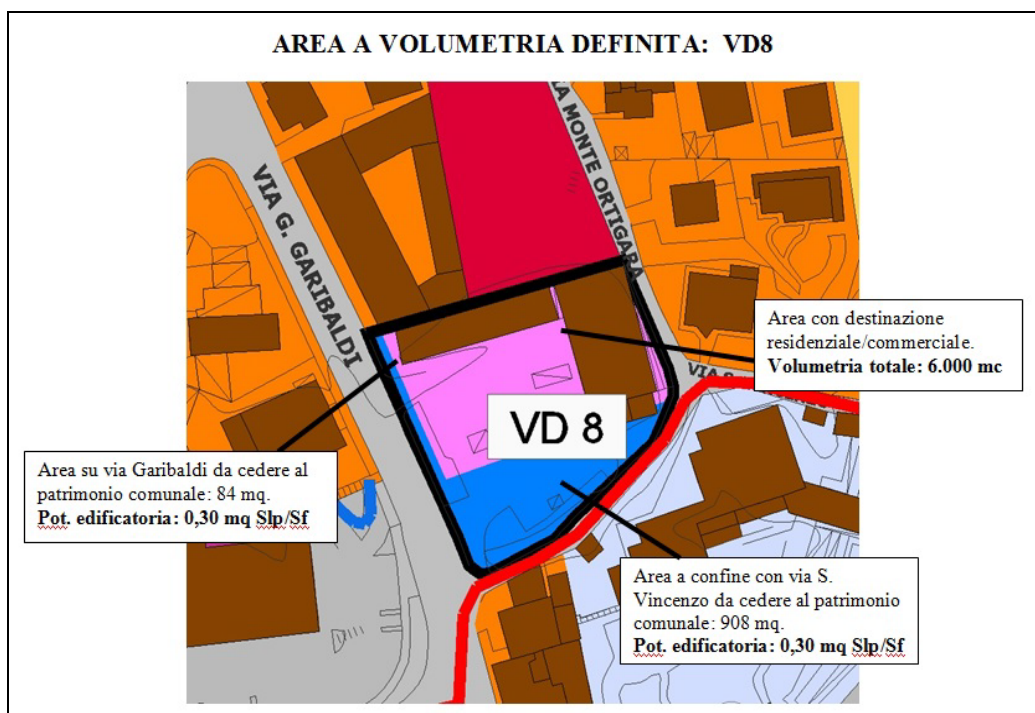 AREA A VOLUMETRIA DEFINITA: VD8
VIA G. GARIBALDI
VIA MONTE ORTIGARA
Area con destinazione
residenziale/commerciale.
Volumetria totale: 6.000 mc
VIA S.
VD 8
Area su via Garibaldi da cedere al
patrimonio comunale: 84 mq.
Pot. edificatoria: 0,30 mq Slp/Sf
Area a confine con via S.
Vincenzo da cedere al patrimonio
comunale: 908 mq.
Pot. edificatoria: 0,30 mq Slp/Sf